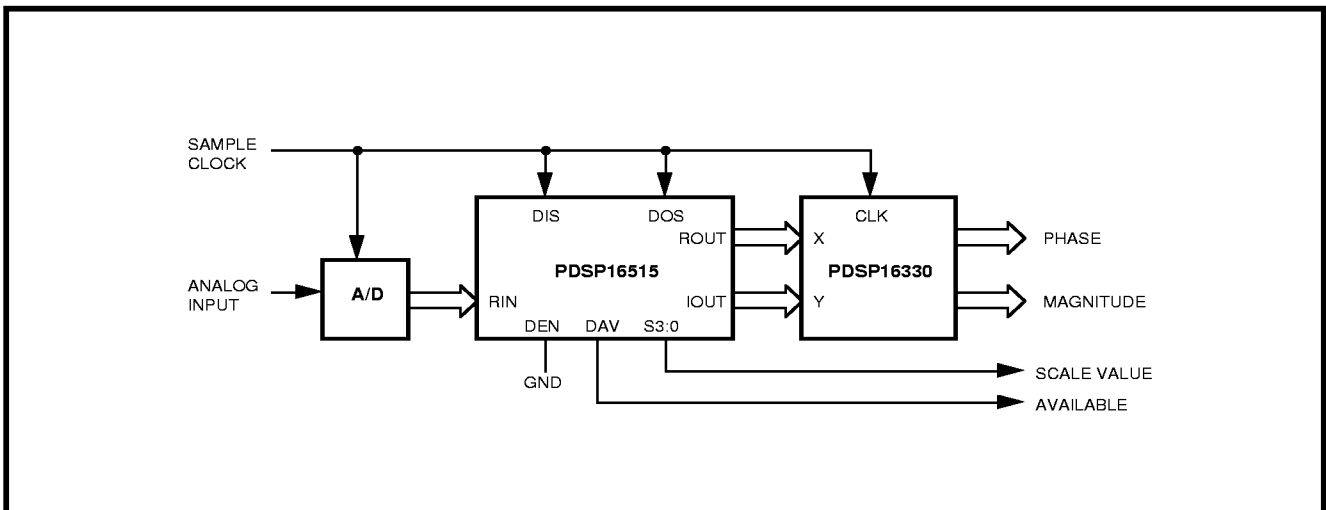 SAMPLE
CLOCK
DIS
DOS
CLK
ROUT
X
PHASE
PDSP16515
PDSP16330
ANALOG
INPUT
A/D
RIN
IOUT
Y
MAGNITUDE
DEN
DAV
S3:0
GND
SCALE VALUE
AVAILABLE